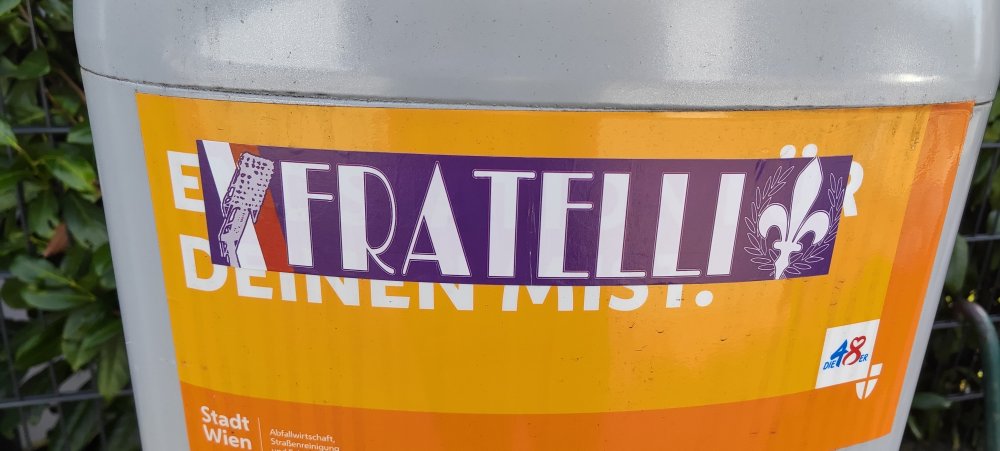 E R
FRATELLI
DEINEN MIST.
DIE 48ER
Stadt
Wien
Abfallwirtschaft,
Straßenreinigung